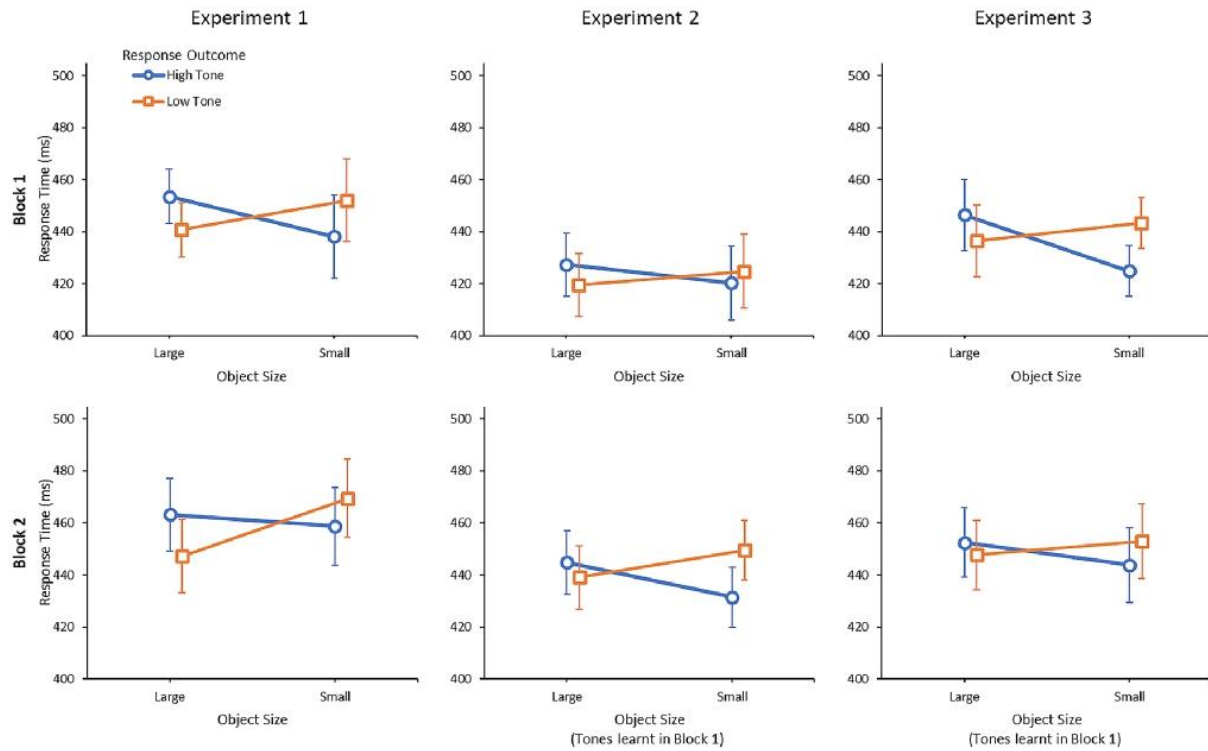 Experiment 1
Experiment 2
Experiment 3
Block 1
Response Time (ms)
Response Outcome
High Tone
Low Tone
500
480
460
440
420
400
Large
Small
Object Size
500
480
460
440
420
400
Large
Small
Object Size
500
480
460
440
420
400
Large
Small
Object Size
Block 2
Response Time (ms)
500
480
460
440
420
400
Large
Small
Object Size
500
480
460
440
420
400
Large
Small
Object Size
(Tones learnt in Block 1)
500
480
460
440
420
400
Large
Small
Object Size
(Tones learnt in Block 1)